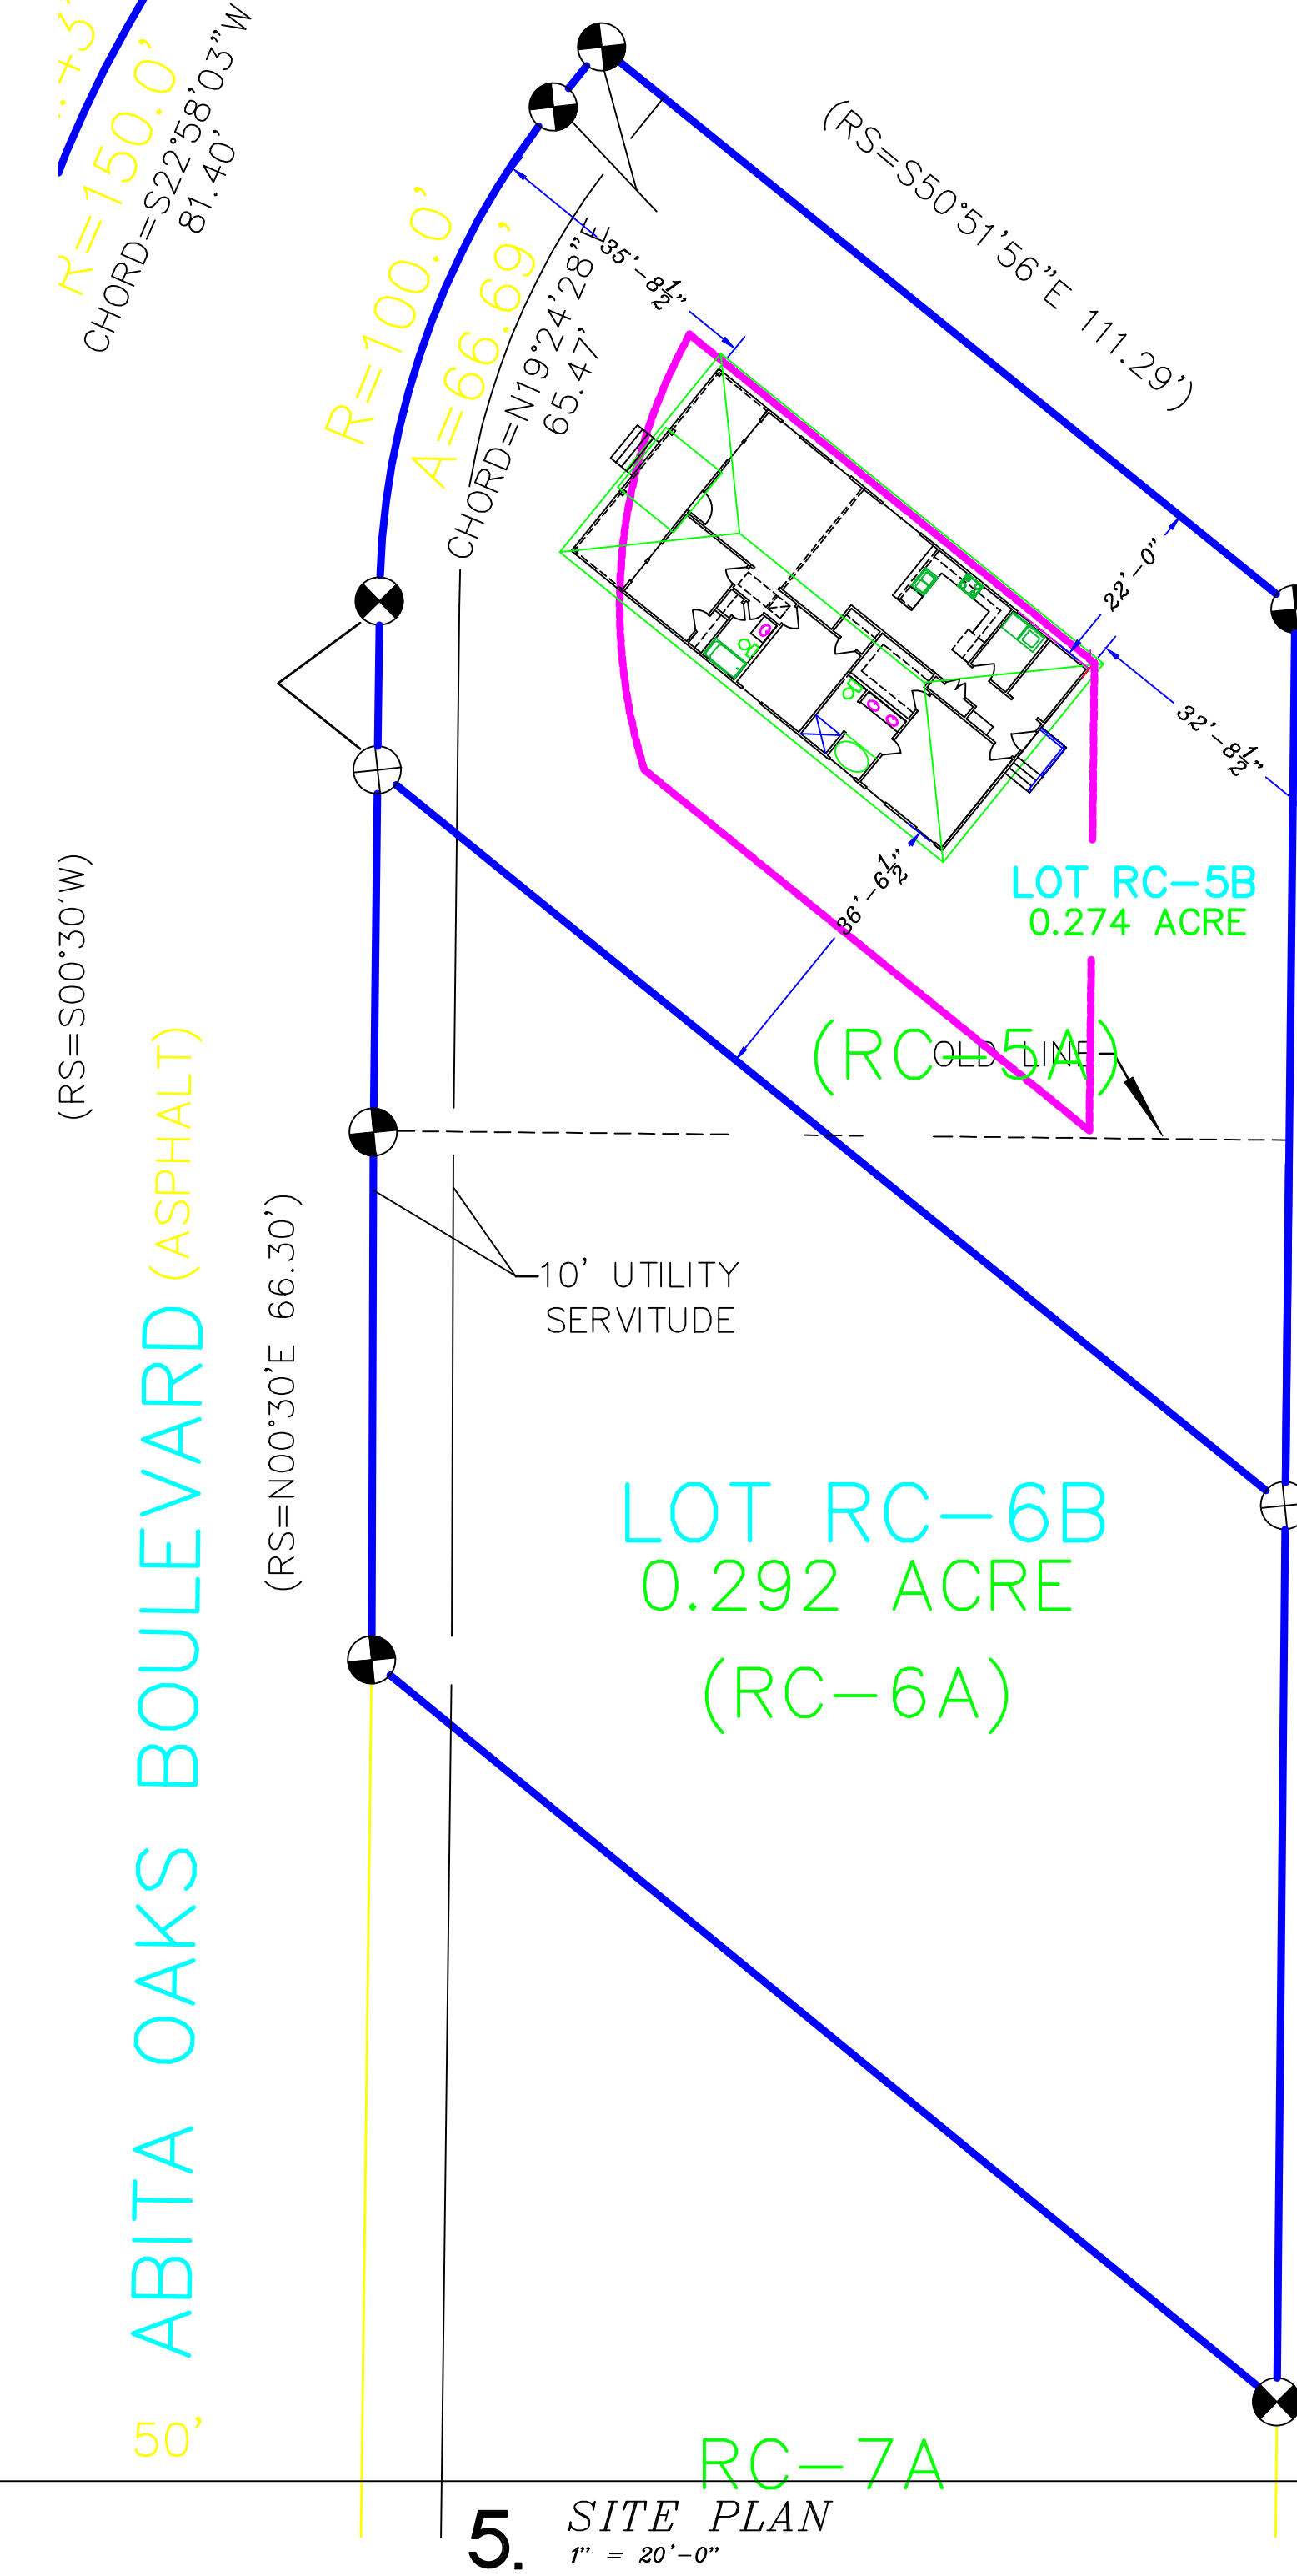 R=150.0'
CHORD=S22°58'03"W
81.40'
(RS=S50°51'56"E 111.29')
R=100.0'
A=66.69'
CHORD=N19°24'28"E
65.47'
35'-8½"
22'-0"
32'-8½"
36'-6½"
LOT RC-5B
0.274 ACRE
(RC-5A)
OLD LINE
(RS=S00°30'W)
(RS=N00°30'E 66.30')
10' UTILITY
SERVITUDE
ABITA OAKS BOULEVARD (ASPHALT)
LOT RC-6B
0.292 ACRE
(RC-6A)
50'
RC-7A
5. SITE PLAN
1" = 20'-0"